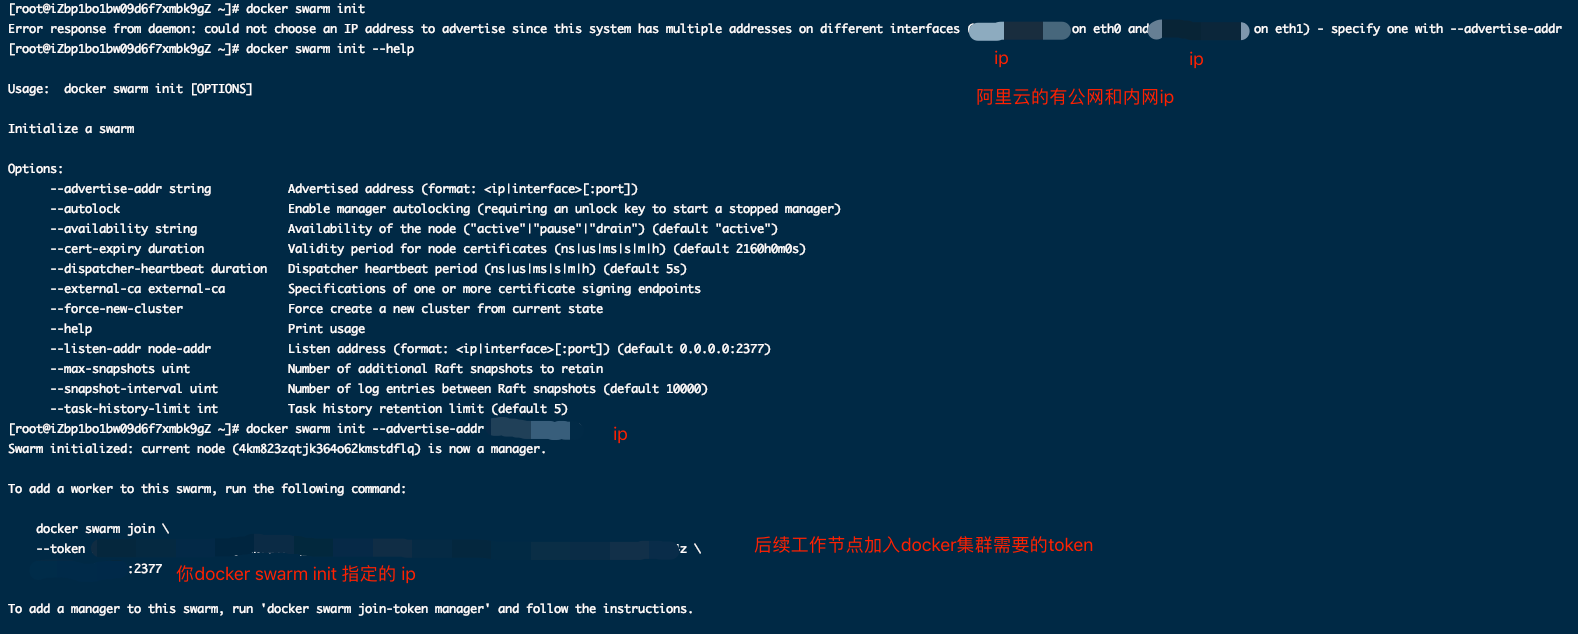 [root@iZbp1bo1bw09d6f7xmbk9gZ ~]# docker swarm init
Error response from daemon: could not choose an IP address to advertise since this system has multiple addresses on different interfaces ( on eth0 and on eth1) - specify one with --advertise-addr
[root@iZbp1bo1bw09d6f7xmbk9gZ ~]# docker swarm init --help
ip
ip
Usage:  docker swarm init [OPTIONS]
阿里云的有公网和内网ip
Initialize a swarm
Options:
--advertise-addr string           Advertised address (format: <ip|interface>[:port])
--autolock                        Enable manager autolocking (requiring an unlock key to start a stopped manager)
--availability string             Availability of the node ("active"|"pause"|"drain") (default "active")
--cert-expiry duration            Validity period for node certificates (ns|us|ms|s|m|h) (default 2160h0m0s)
--dispatcher-heartbeat duration   Dispatcher heartbeat period (ns|us|ms|s|m|h) (default 5s)
--external-ca external-ca         Specifications of one or more certificate signing endpoints
--force-new-cluster               Force create a new cluster from current state
--help                            Print usage
--listen-addr node-addr           Listen address (format: <ip|interface>[:port]) (default 0.0.0.0:2377)
--max-snapshots uint              Number of additional Raft snapshots to retain
--snapshot-interval uint          Number of log entries between Raft snapshots (default 10000)
--task-history-limit int          Task history retention limit (default 5)
[root@iZbp1bo1bw09d6f7xmbk9gZ ~]# docker swarm init --advertise-addr
ip
Swarm initialized: current node (4km823zqtjk364o62kmstdflq) is now a manager.
To add a worker to this swarm, run the following command:
docker swarm join \
--token z \
后续工作节点加入docker集群需要的token
:2377
你docker swarm init 指定的 ip
To add a manager to this swarm, run 'docker swarm join-token manager' and follow the instructions.